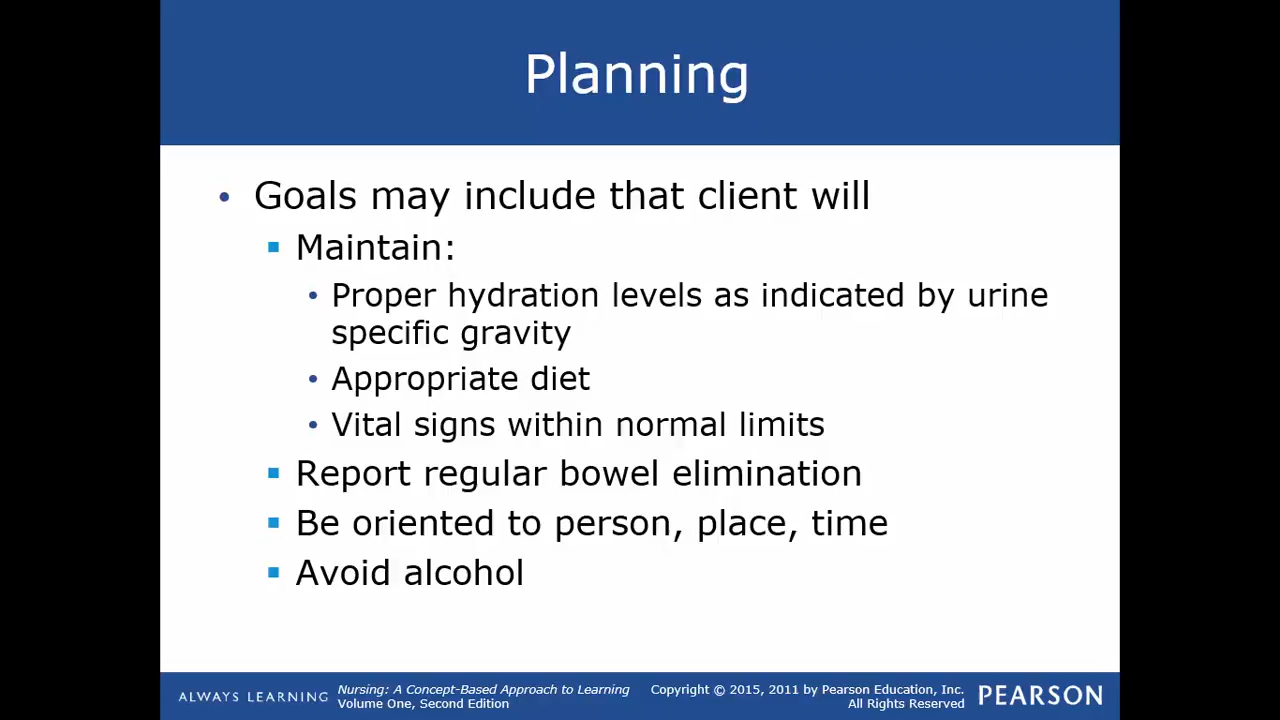 Planning
• Goals may include that client will
▪ Maintain:
• Proper hydration levels as indicated by urine
specific gravity
• Appropriate diet
• Vital signs within normal limits
▪ Report regular bowel elimination
▪ Be oriented to person, place, time
▪ Avoid alcohol
ALWAYS LEARNING
Nursing: A Concept-Based Approach to Learning
Volume One, Second Edition
Copyright © 2015, 2011 by Pearson Education, Inc.
All Rights Reserved
PEARSON